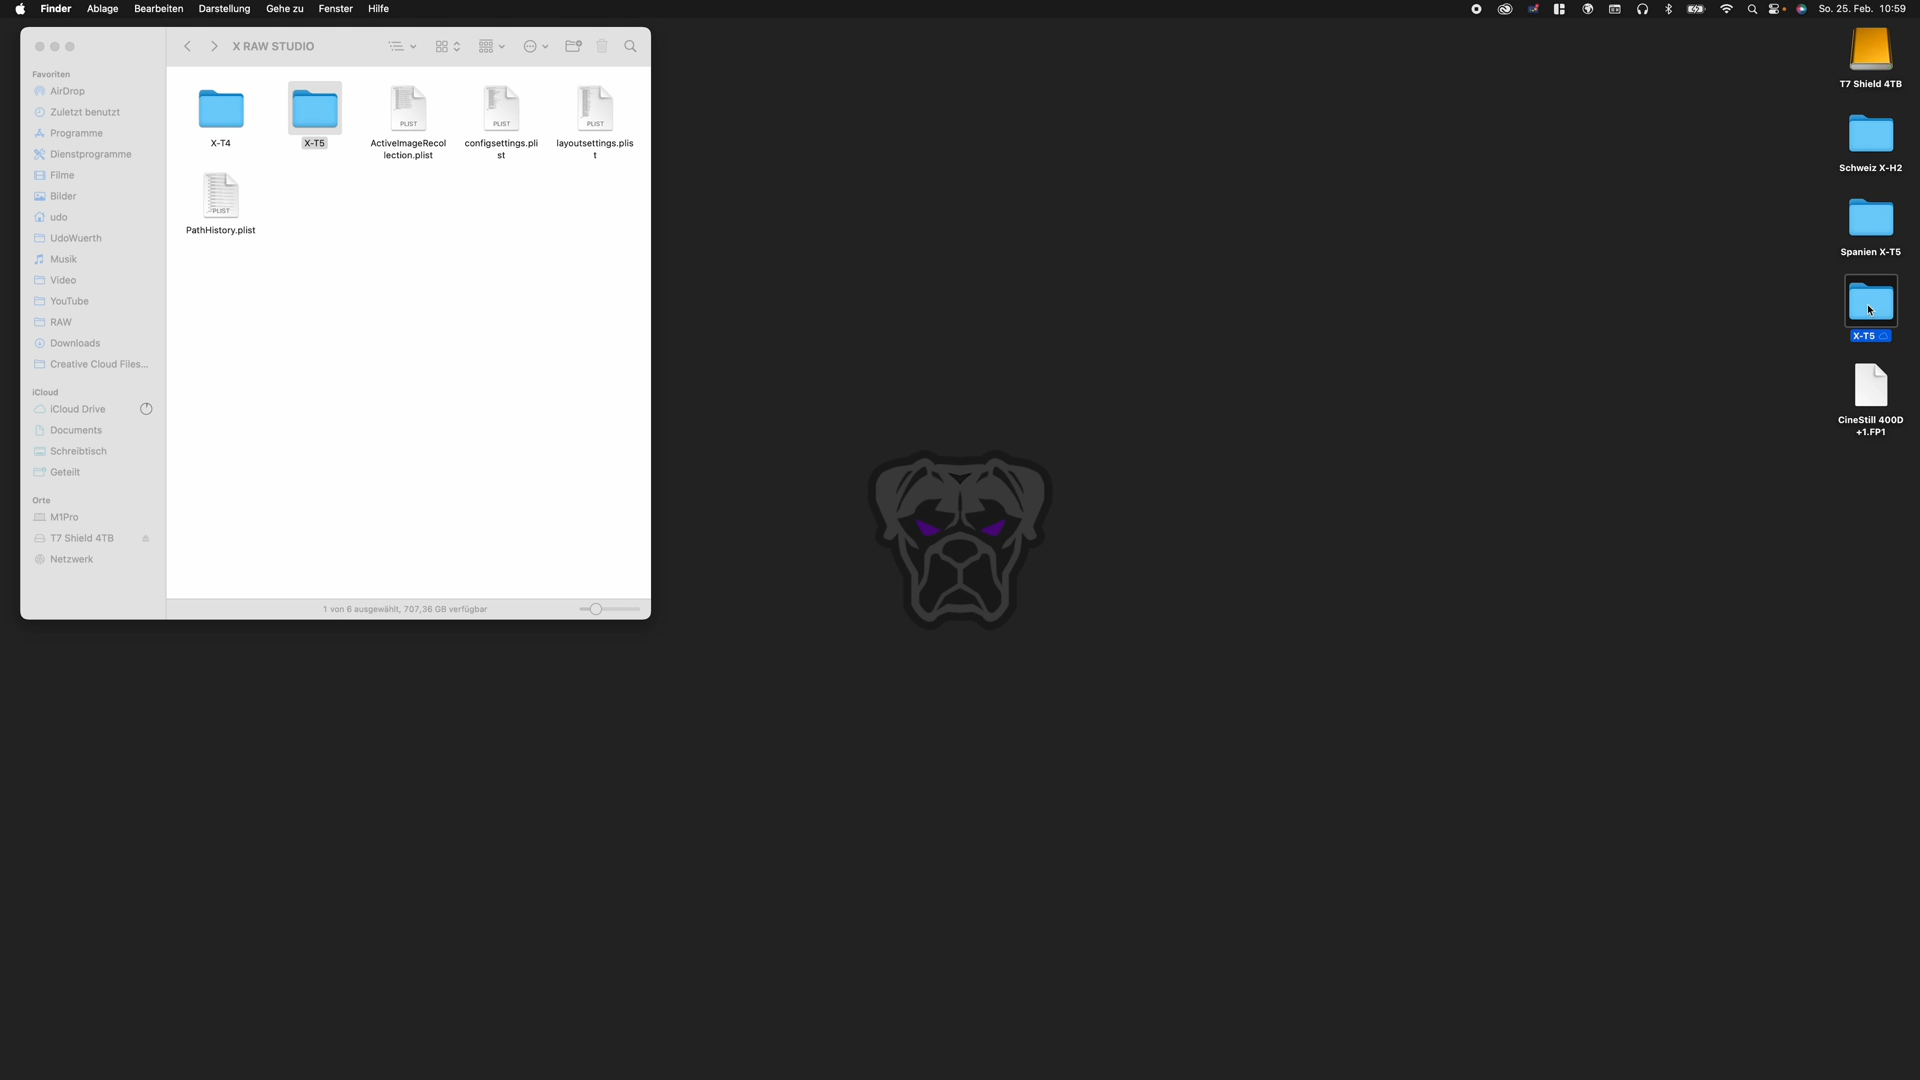 Finder Ablage Bearbeiten Darstellung Gehe zu Fenster Hilfe
So. 25. Feb. 10:59
X RAW STUDIO
Favoriten
AirDrop
Zuletzt benutzt
Programme
Dienstprogramme
Filme
Bilder
udo
UdoWuerth
Musik
Video
YouTube
RAW
Downloads
Creative Cloud Files...
iCloud
iCloud Drive
Documents
Schreibtisch
Geteilt
Orte
M1Pro
T7 Shield 4TB
Netzwerk
X-T4
X-T5
PLIST
ActiveImageRecol
lection.plist
PLIST
configsettings.pli
st
PLIST
layoutsettings.plis
t
PLIST
PathHistory.plist
1 von 6 ausgewählt, 707,36 GB verfügbar
T7 Shield 4TB
Schweiz X-H2
Spanien X-T5
X-T5
CineStill 400D
+1.FP1